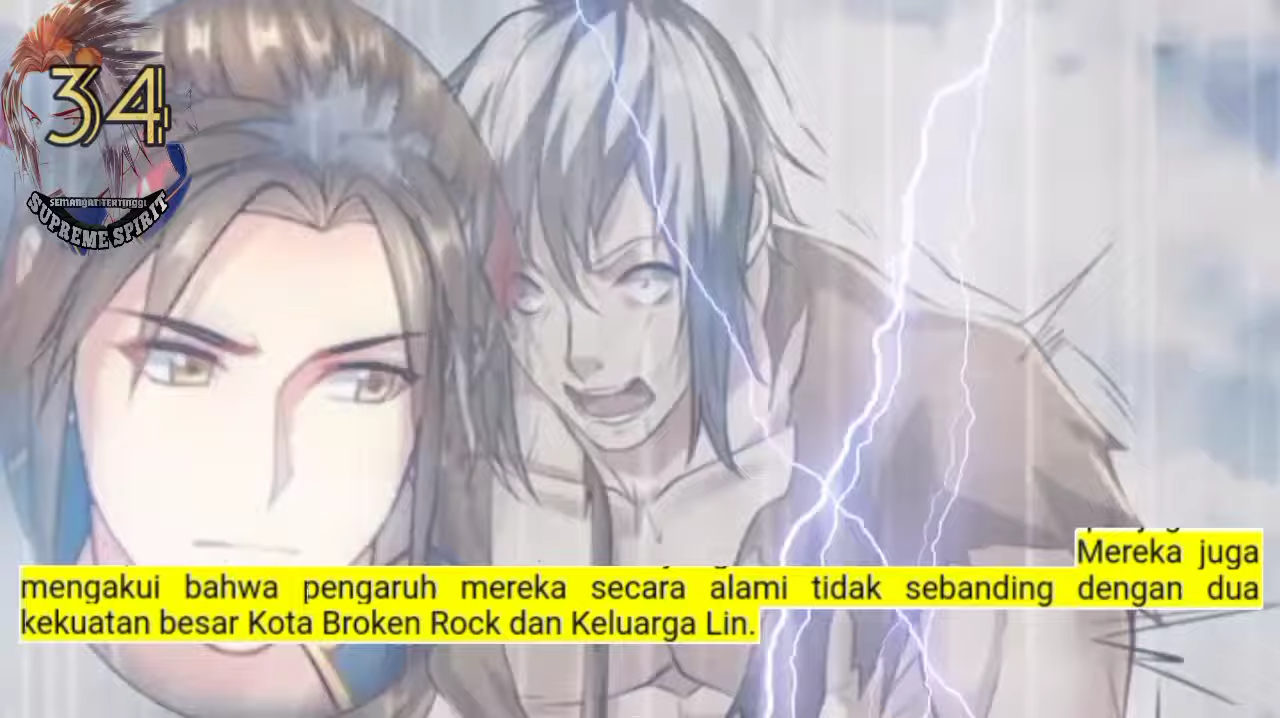 34
SEMANGAT TERTINGGI
SUPREME SPIRIT
Mereka juga
mengakui bahwa pengaruh mereka secara alami tidak sebanding dengan dua
kekuatan besar Kota Broken Rock dan Keluarga Lin.